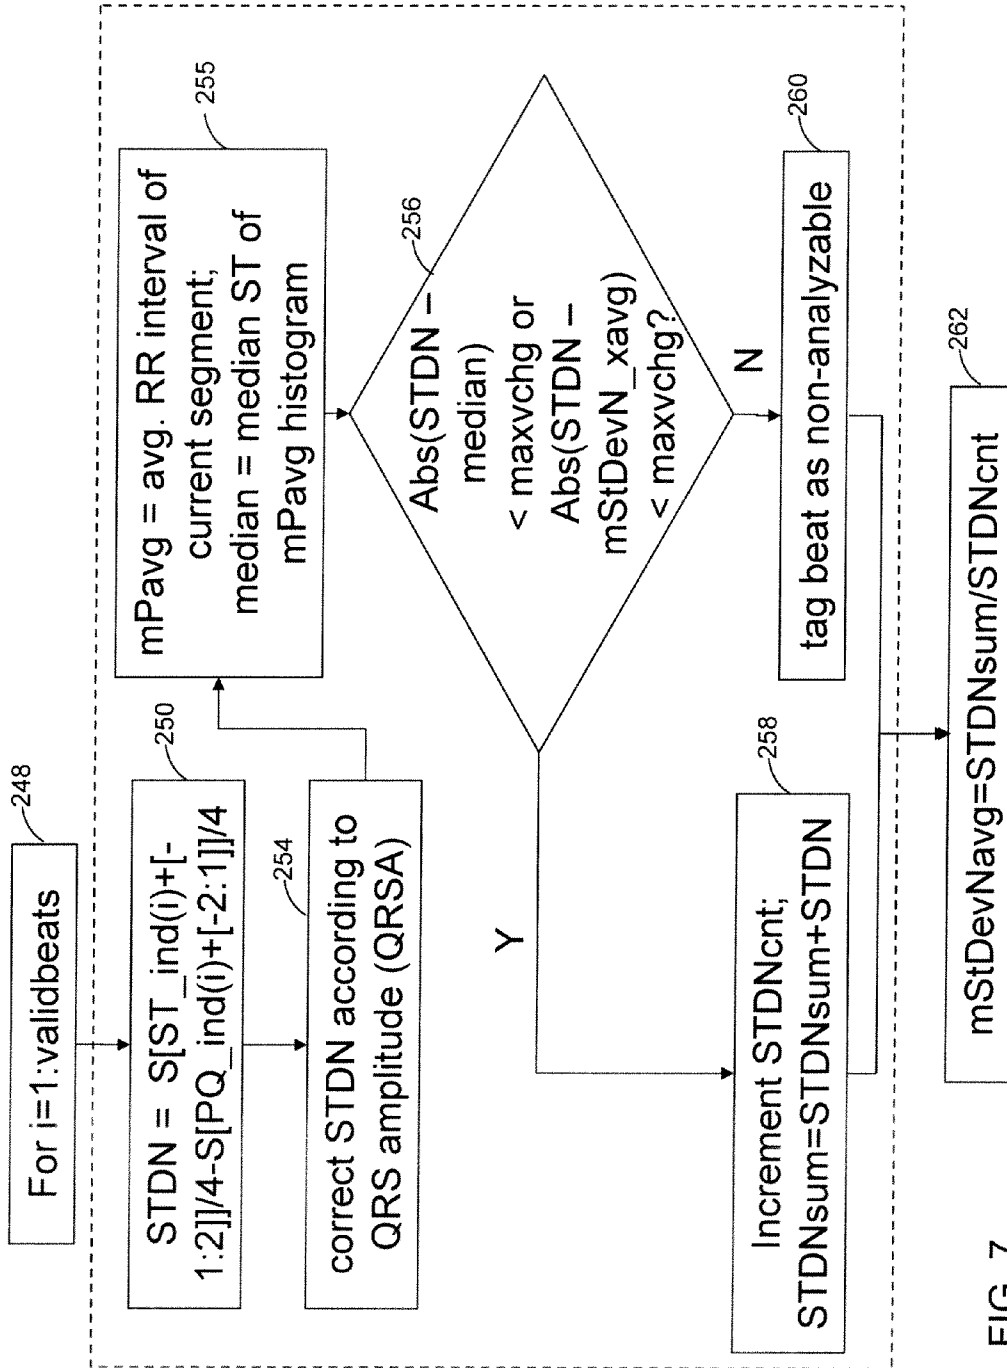 For i=1:validbeats
248
STDN = S[ST_ind(i)+[-
1:2]]/4-S[PQ_ind(i)+[-2:1]]/4
250
correct STDN according to
QRS amplitude (QRSA)
254
mPavg = avg. RR interval of
current segment;
median = median ST of
mPavg histogram
255
Abs(STDN –
median)
< maxvchg or
Abs(STDN –
mStDevN_xavg)
< maxvchg?
256
Y
N
Increment STDNcnt;
STDNsum=STDNsum+STDN
258
tag beat as non-analyzable
260
mStDevNavg=STDNsum/STDNcnt
262
FIG. 7